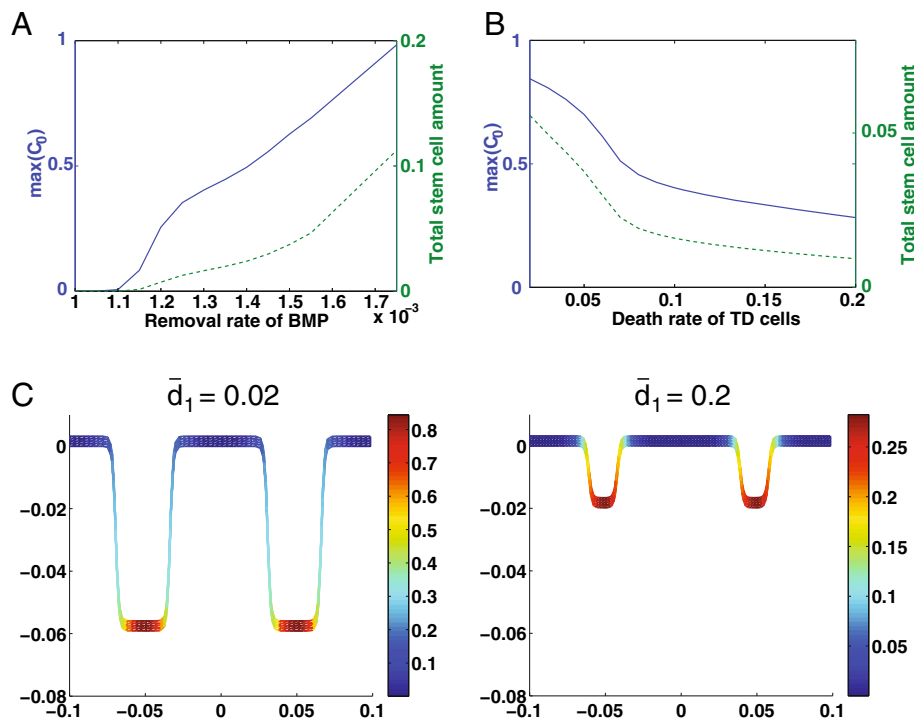 A
B
1
0.5
0
max(C0)
0.2
0.1
0
Total stem cell amount
1 1.1 1.2 1.3 1.4 1.5 1.6 1.7
Removal rate of BMP
x 10-3
1
0.5
0
max(C0)
0.05
0
Total stem cell amount
0.05 0.1 0.15 0.2
Death rate of TD cells
C
d̄1 = 0.02
0
−0.02
−0.04
−0.06
−0.08
−0.1 −0.05 0 0.05 0.1
0.8
0.7
0.6
0.5
0.4
0.3
0.2
0.1
d̄1 = 0.2
0
−0.02
−0.04
−0.06
−0.08
−0.1 −0.05 0 0.05 0.1
0.25
0.2
0.15
0.1
0.05